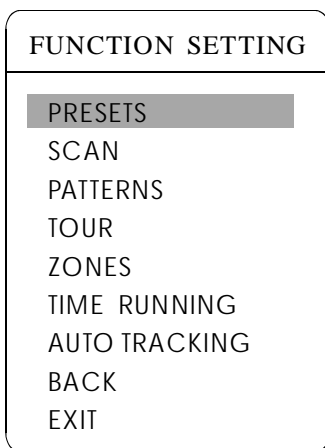 FUNCTION SETTING
PRESETS
SCAN
PATTERNS
TOUR
ZONES
TIME RUNNING
AUTO TRACKING
BACK
EXIT